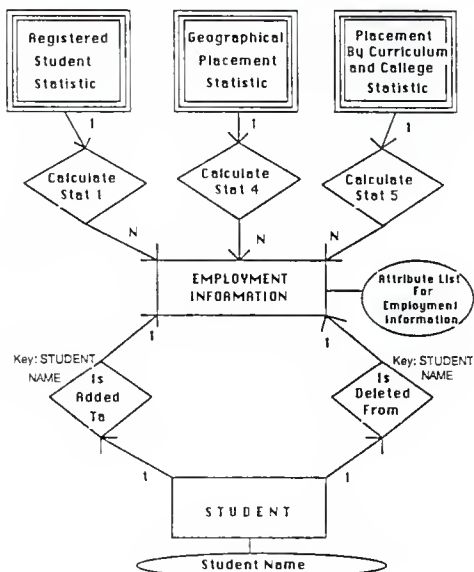 Registered
Student
Statistic
Geographical
Placement
Statistic
Placement
By Curriculum
and Callege
Statistic
1
1
1
Calculate
Stat 1
Calculate
Stat 4
Calculate
Stat 5
N
N
N
EMPLOYMENT
INFORMATION
Attribute List
For
Employment
Information
1
1
Key: STUDENT
NAME
Key: STUDENT
NAME
Is
Added
Ta
Is
Deleted
From
1
1
STUDENT
Student Name